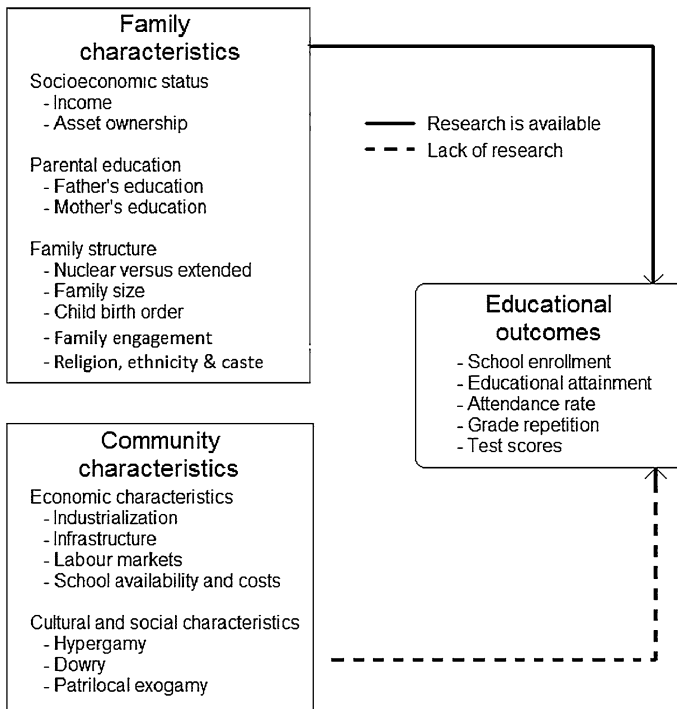 Family
characteristics
Socioeconomic status
- Income
- Asset ownership
Parental education
- Father's education
- Mother's education
Family structure
- Nuclear versus extended
- Family size
- Child birth order
- Family engagement
- Religion, ethnicity & caste
Research is available
Lack of research
Educational
outcomes
- School enrollment
- Educational attainment
- Attendance rate
- Grade repetition
- Test scores
Community
characteristics
Economic characteristics
- Industrialization
- Infrastructure
- Labour markets
- School availability and costs
Cultural and social characteristics
- Hypergamy
- Dowry
- Patrilocal exogamy